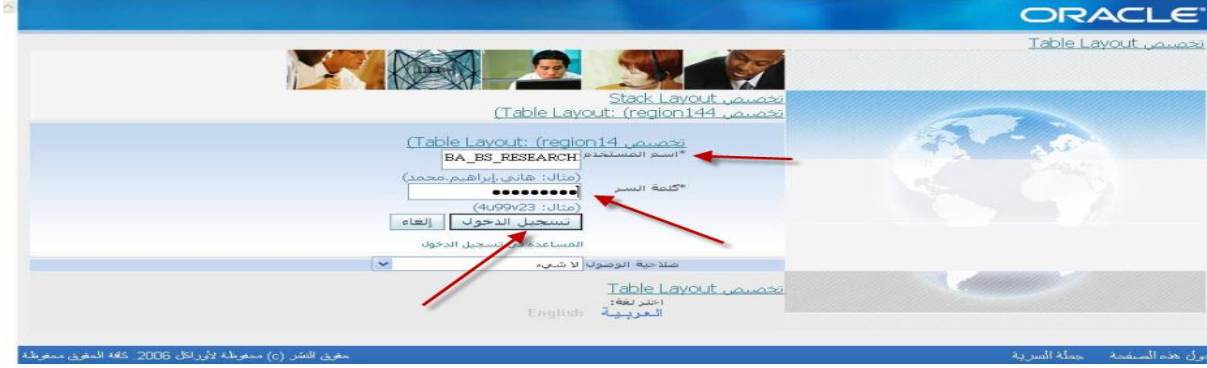 ORACLE
تخصيص Table Layout
تخصيص Stack Layout
تخصيص Table Layout: (region144)
تخصيص Table Layout: (region14)
*اسم المستخدم BA_BS_RESEARCH
(مثال: هاني.إبراهيم.محمد)
*كلمة السر •••••••••
(مثال: 4u99v23)
تسجيل الدخول إلغاء
المساعدة في تسجيل الدخول
صلاحية الوصول لا شيء
تخصيص Table Layout
اختر لغة:
العربية English
حول هذه الصفحة جملة السرية حقوق النشر (c) محفوظة لأوراكل 2006. كافة الحقوق محفوظة